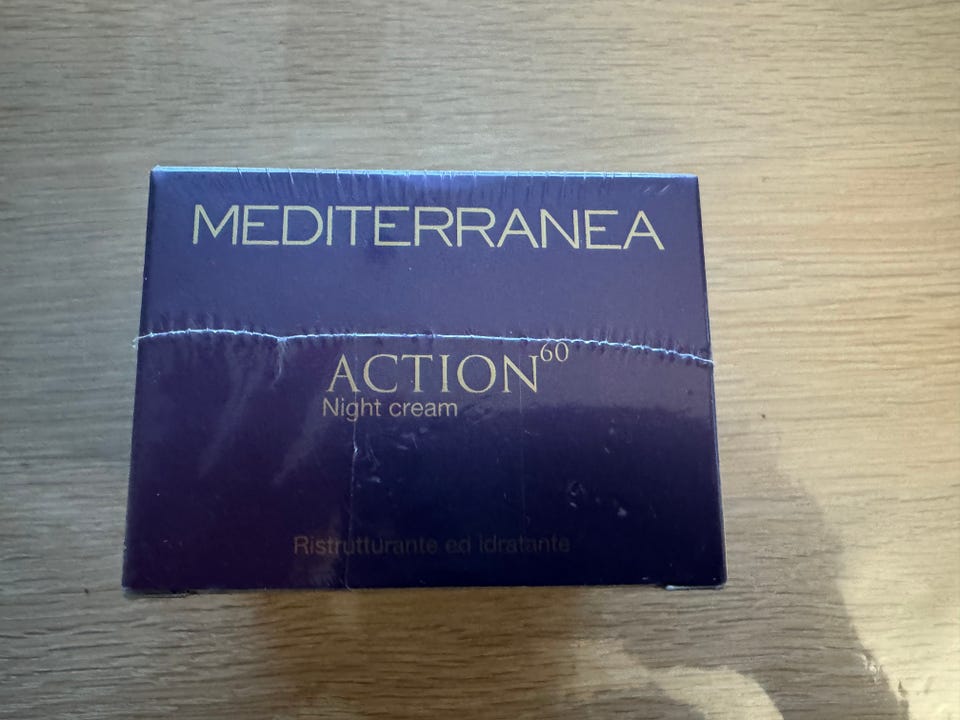 MEDITERRANEA
ACTION60
Night cream
Ristrutturante ed idratante